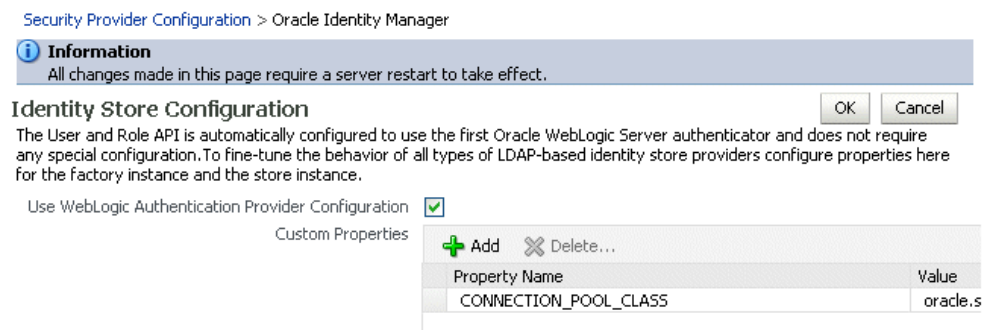 Security Provider Configuration > Oracle Identity Manager
Information
All changes made in this page require a server restart to take effect.
Identity Store Configuration
OK Cancel
The User and Role API is automatically configured to use the first Oracle WebLogic Server authenticator and does not require
any special configuration.To fine-tune the behavior of all types of LDAP-based identity store providers configure properties here
for the factory instance and the store instance.
Use WebLogic Authentication Provider Configuration
Custom Properties
Add Delete...
Property Name Value
CONNECTION_POOL_CLASS oracle.s